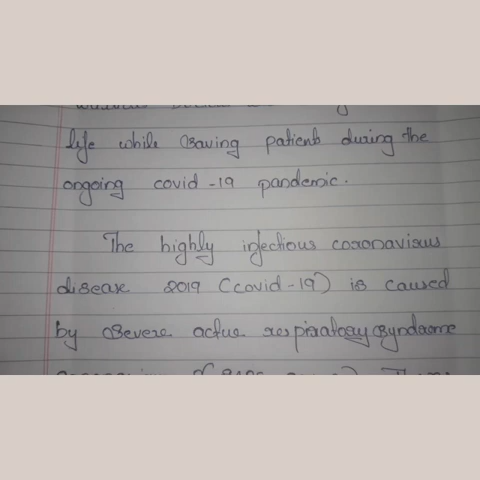 life while saving patients during the
ongoing covid-19 pandemic.
The highly infectious coronavirus
disease 2019 (covid-19) is caused
by severe actue respiratory syndrome